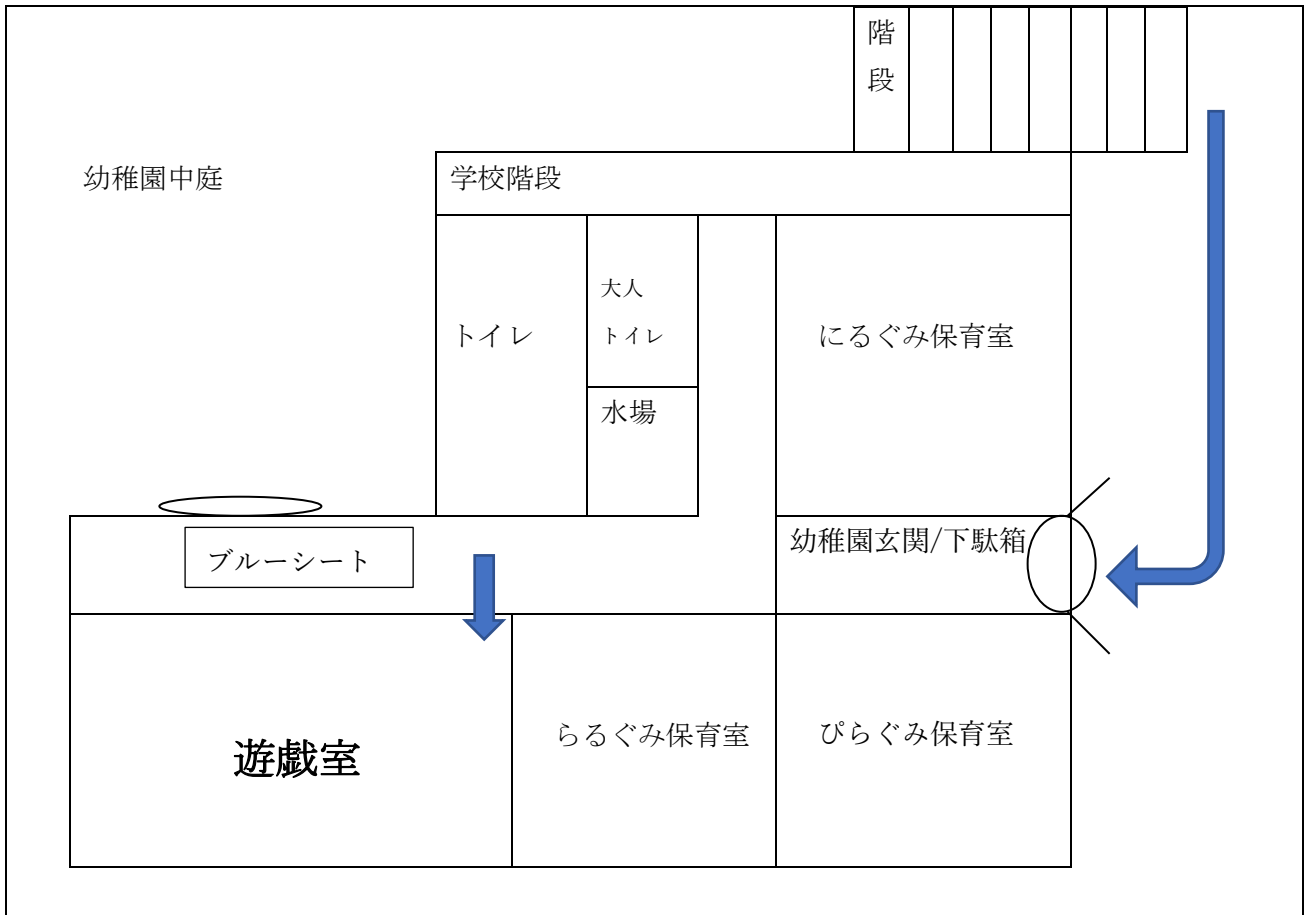 階
段
幼稚園中庭
学校階段
トイレ
大人
トイレ
にるぐみ保育室
水場
幼稚園玄関/下駄箱
ブルーシート
遊戯室
らるぐみ保育室
ぴらぐみ保育室